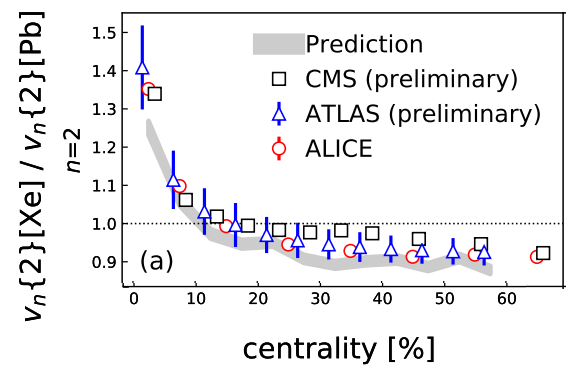 v_n{2}[Xe] / v_n{2}[Pb]
n=2
1.5
1.4
1.3
1.2
1.1
1.0
0.9
Prediction
CMS (preliminary)
ATLAS (preliminary)
ALICE
(a)
0 10 20 30 40 50 60
centrality [%]